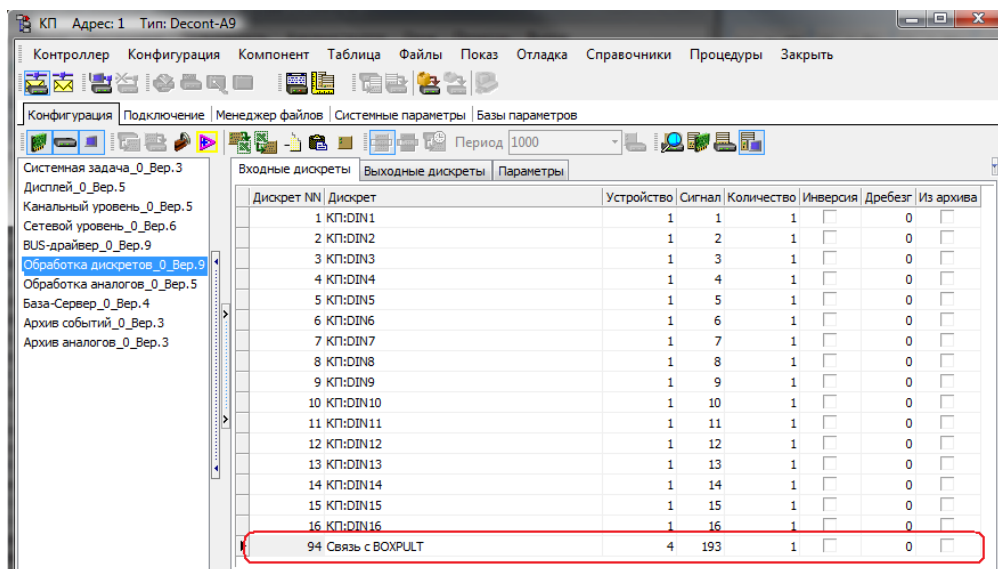 КП Адрес: 1 Тип: Decont-A9
Контроллер Конфигурация Компонент Таблица Файлы Показ Отладка Справочники Процедуры Закрыть
Конфигурация Подключение Менеджер файлов Системные параметры Базы параметров
Период 1000
Системная задача_0_Вер.3
Дисплей_0_Вер.5
Канальный уровень_0_Вер.5
Сетевой уровень_0_Вер.6
BUS-драйвер_0_Вер.9
Обработка дискретов_0_Вер.9
Обработка аналогов_0_Вер.5
База-Сервер_0_Вер.4
Архив событий_0_Вер.3
Архив аналогов_0_Вер.3
Входные дискреты Выходные дискреты Параметры
Дискрет NN Дискрет Устройство Сигнал Количество Инверсия Дребезг Из архива
1 КП:DIN1 1 1 1 0
2 КП:DIN2 1 2 1 0
3 КП:DIN3 1 3 1 0
4 КП:DIN4 1 4 1 0
5 КП:DIN5 1 5 1 0
6 КП:DIN6 1 6 1 0
7 КП:DIN7 1 7 1 0
8 КП:DIN8 1 8 1 0
9 КП:DIN9 1 9 1 0
10 КП:DIN10 1 10 1 0
11 КП:DIN11 1 11 1 0
12 КП:DIN12 1 12 1 0
13 КП:DIN13 1 13 1 0
14 КП:DIN14 1 14 1 0
15 КП:DIN15 1 15 1 0
16 КП:DIN16 1 16 1 0
94 Связь с BOXPULT 4 193 1 0